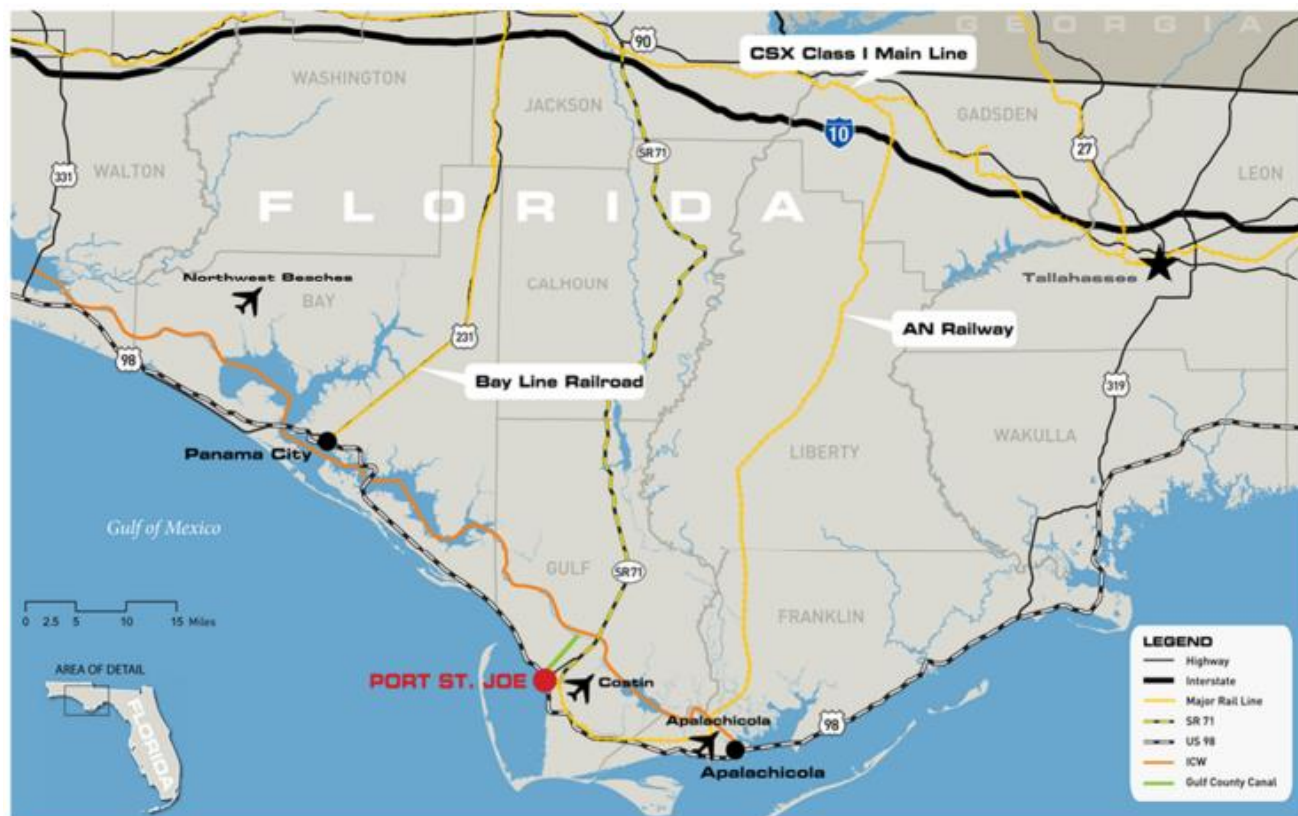 GEORGIA
90
CSX Class I Main Line
WASHINGTON
JACKSON
GADSDEN
10
27
SR71
331
WALTON
LEON
FLORIDA
Northwest Beaches
BAY
CALHOUN
Tallahasses
231
AN Railway
98
Bay Line Railroad
319
Panama City
LIBERTY
WAKULLA
Gulf of Mexico
GULF
SR71
FRANKLIN
0 2.5 5 10 15 Miles
PORT ST. JOE
Costin
Apalachicola
98
Apalachicola
AREA OF DETAIL
FLORIDA
LEGEND
Highway
Interstate
Major Rail Line
SR 71
US 98
ICW
Gulf County Canal